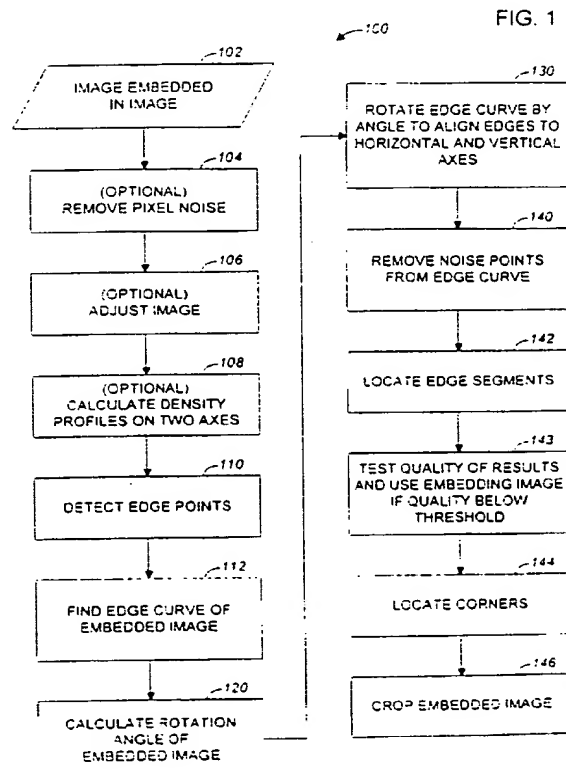 FIG. 1
100
102
IMAGE EMBEDDED
IN IMAGE
104
(OPTIONAL)
REMOVE PIXEL NOISE
106
(OPTIONAL)
ADJUST IMAGE
108
(OPTIONAL)
CALCULATE DENSITY
PROFILES ON TWO AXES
110
DETECT EDGE POINTS
112
FIND EDGE CURVE OF
EMBEDDED IMAGE
120
CALCULATE ROTATION
ANGLE OF
EMBEDDED IMAGE
130
ROTATE EDGE CURVE BY
ANGLE TO ALIGN EDGES TO
HORIZONTAL AND VERTICAL
AXES
140
REMOVE NOISE POINTS
FROM EDGE CURVE
142
LOCATE EDGE SEGMENTS
143
TEST QUALITY OF RESULTS
AND USE EMBEDDING IMAGE
IF QUALITY BELOW
THRESHOLD
144
LOCATE CORNERS
146
CROP EMBEDDED IMAGE